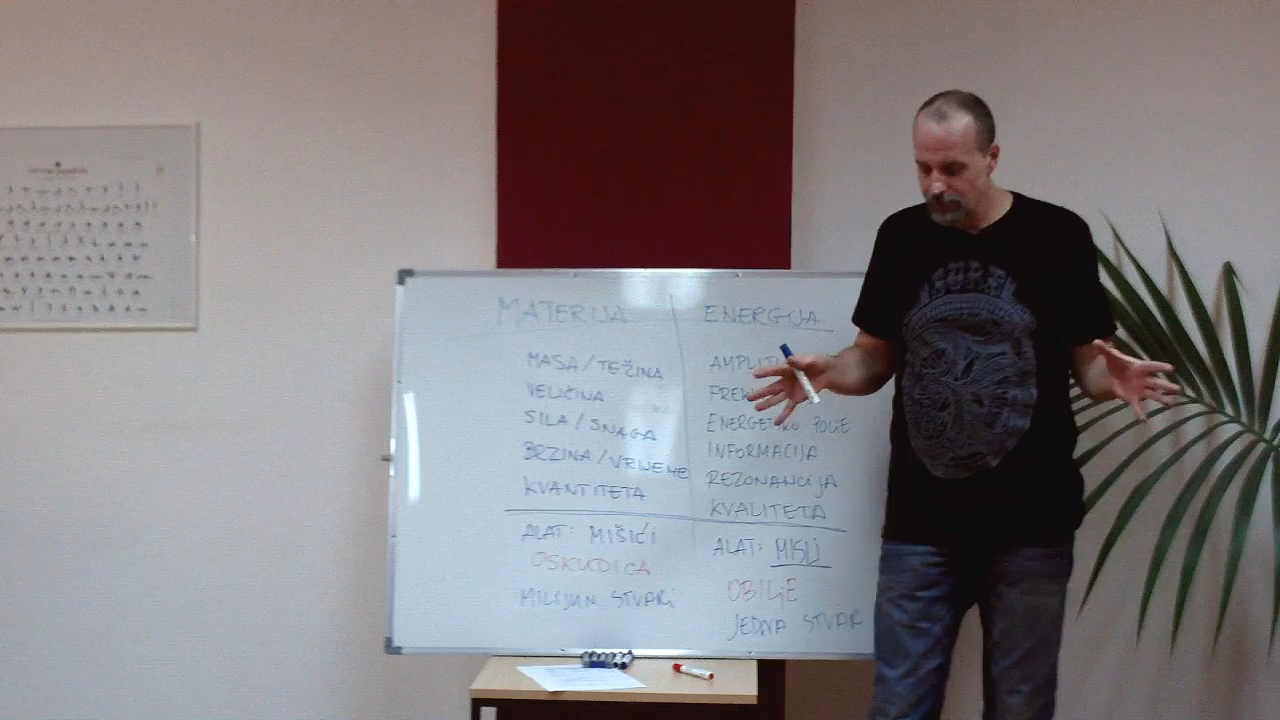 MATERIJA
MASA/TEŽINA
VELIČINA
SILA/SNAGA
BRZINA/VRIJEME
KVANTITETA
ALAT: MIŠIĆI
OSKUDICA
MILIJUN STVARI
ENERGIJA
POLJE
INFORMACIJA
REZONANCIJA
KVALITETA
ALAT: MISLI
OBILJE
JEDNA STVAR